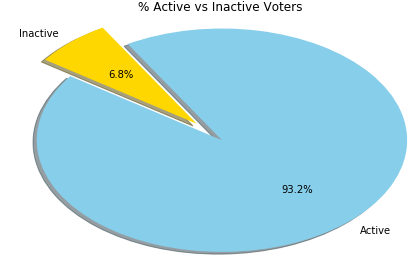 % Active vs Inactive Voters
Inactive
6.8%
93.2%
Active